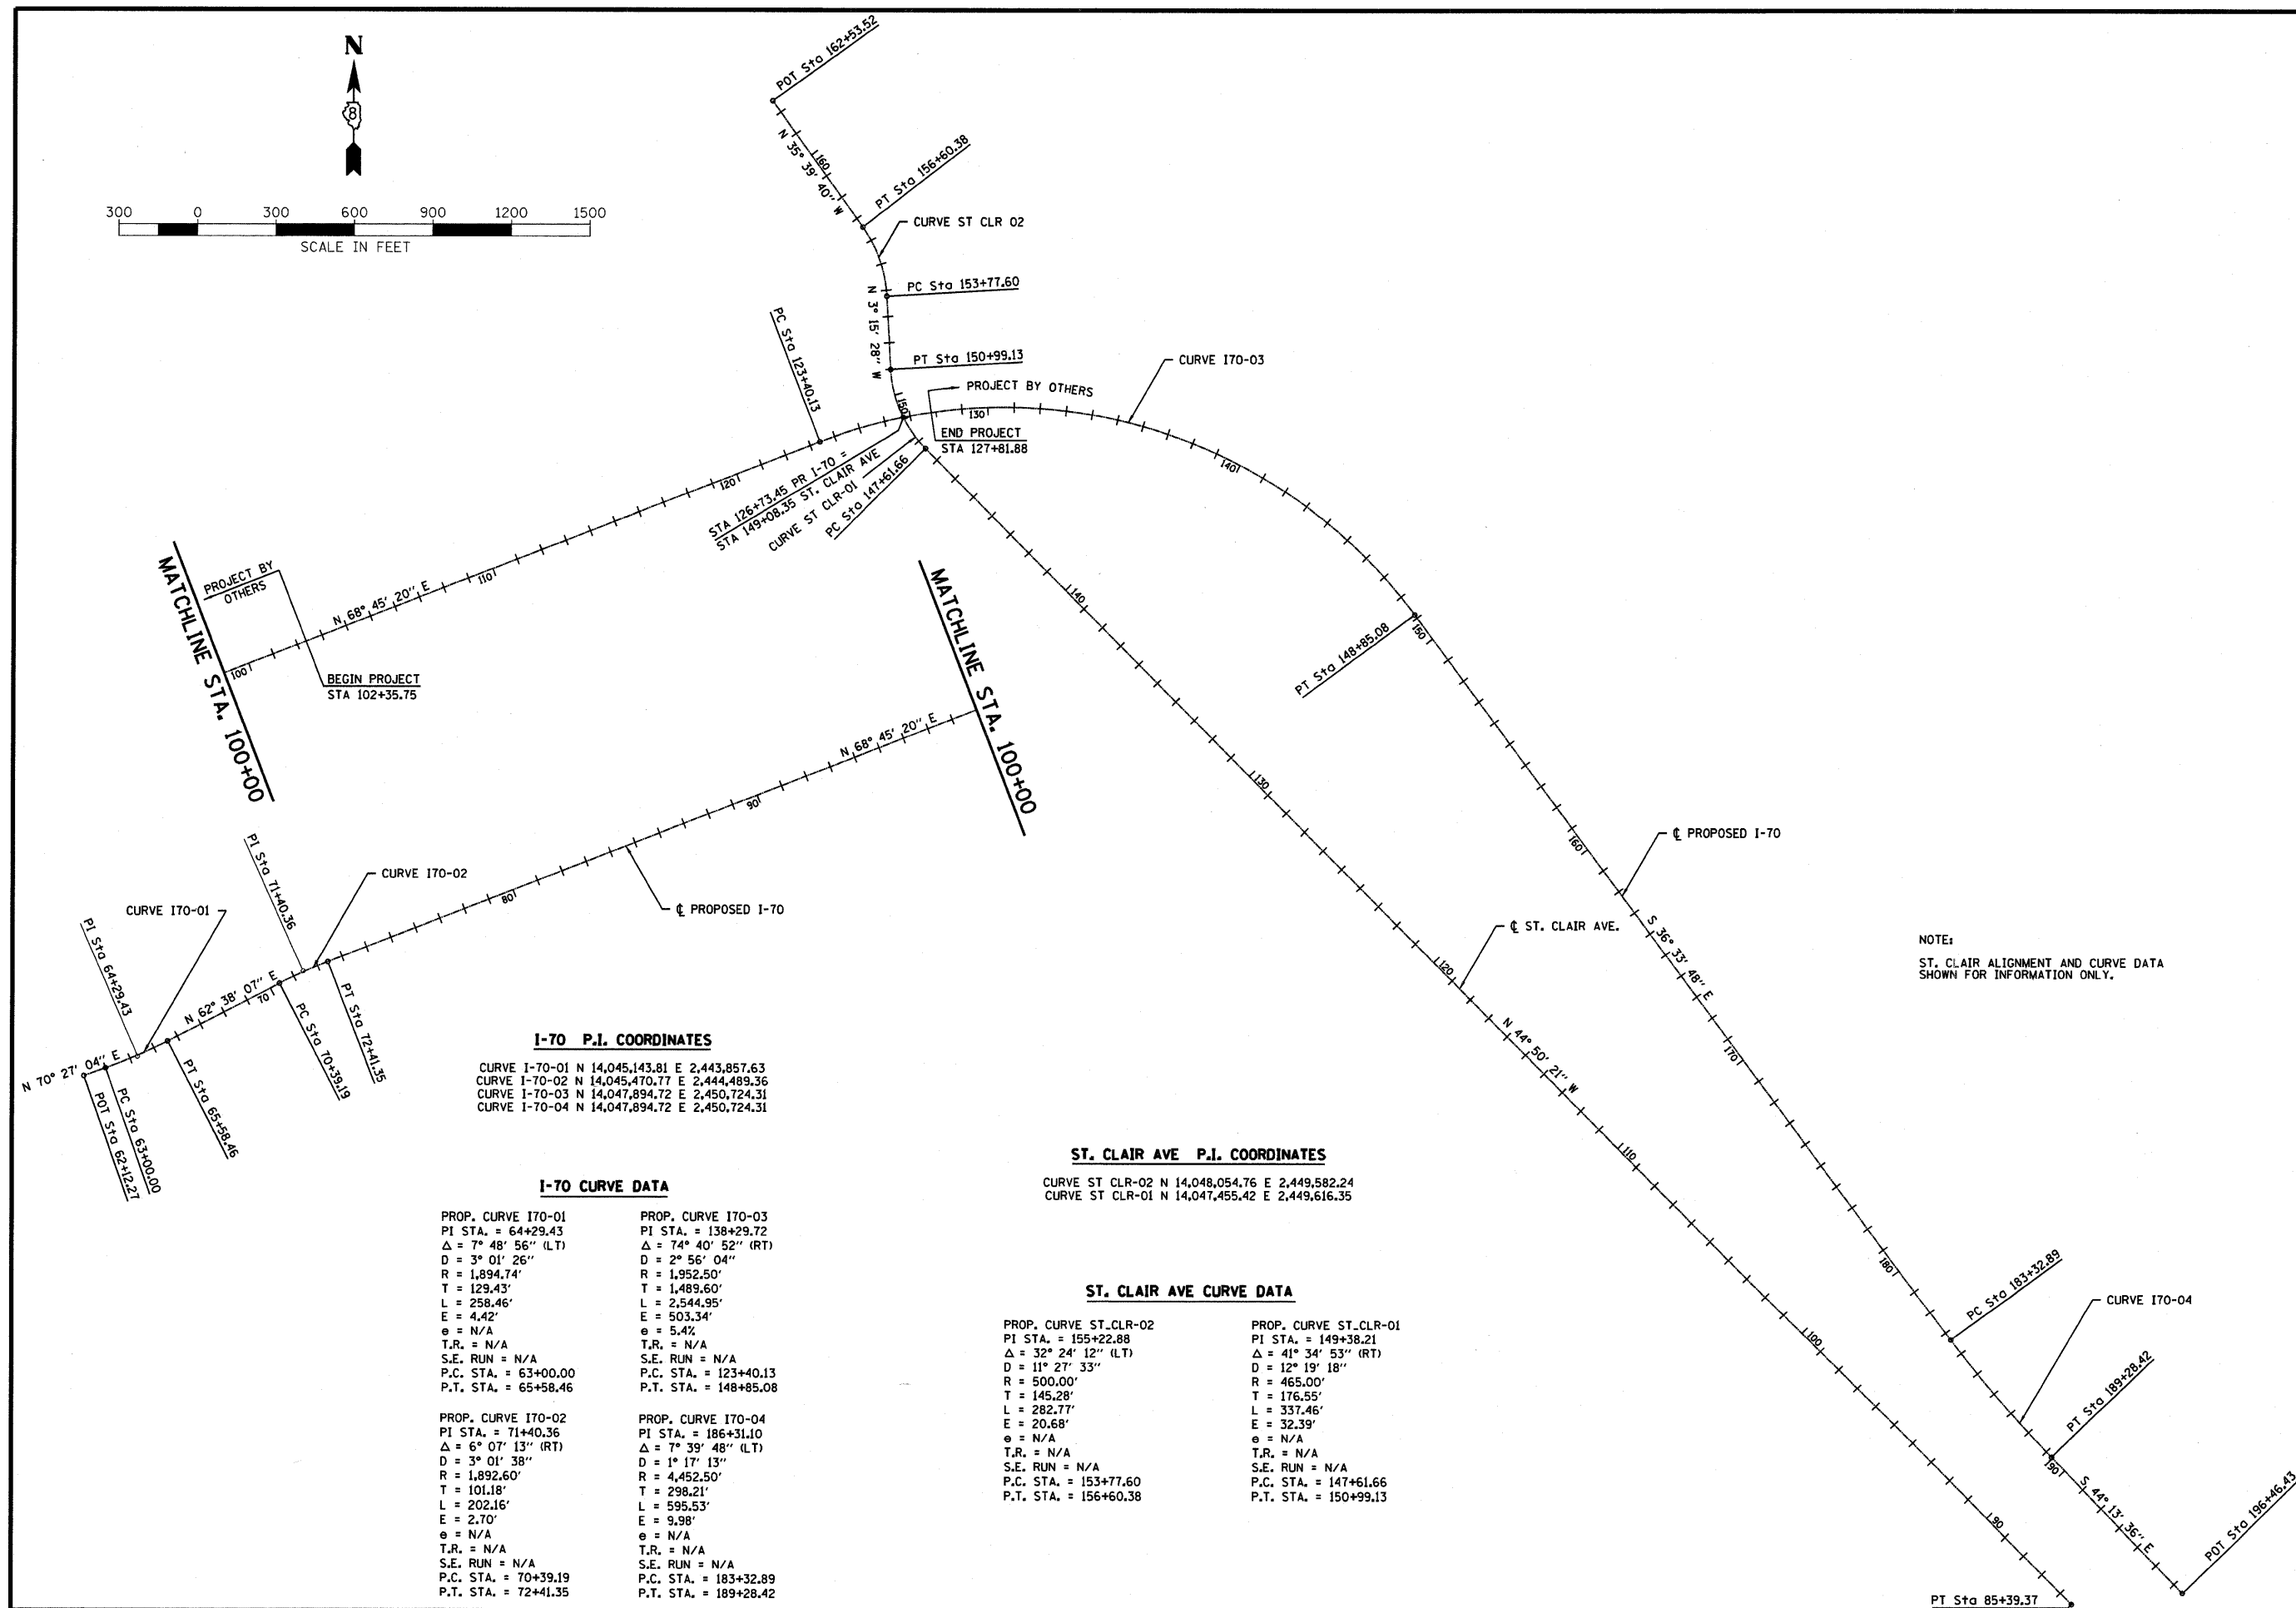 N
8
300 0 300 600 900 1200 1500
SCALE IN FEET
POT Sta 162+53.52
N 35° 39' 40" W
160
PT Sta 156+60.38
CURVE ST CLR 02
PC Sta 153+77.60
N 3° 15' 28" W
PT Sta 150+99.13
PC Sta 123+40.13
150
PROJECT BY OTHERS
130
END PROJECT
STA 127+81.88
CURVE I70-03
140
120
STA 126+73.45 PR I-70 =
STA 149+08.35 ST. CLAIR AVE
CURVE ST CLR-01
PC Sta 147+61.66
MATCHLINE STA. 100+00
PROJECT BY
OTHERS
N 68° 45' 20" E
110
100
BEGIN PROJECT
STA 102+35.75
MATCHLINE STA. 100+00
140
150
PT Sta 148+85.08
N 68° 45' 20" E
90
130
80
℄ PROPOSED I-70
160
℄ PROPOSED I-70
PI Sta 71+40.36
CURVE I70-02
CURVE I70-01
PI Sta 64+29.43
N 62° 38' 07" E
70
N 70° 27' 04" E
POT Sta 62+12.27
PC Sta 63+00.00
PT Sta 65+58.46
PC Sta 70+39.19
PT Sta 72+41.35
℄ ST. CLAIR AVE.
120
S 36° 33' 48" E
NOTE:
ST. CLAIR ALIGNMENT AND CURVE DATA
SHOWN FOR INFORMATION ONLY.
N 44° 50' 21" W
170
110
I-70 P.I. COORDINATES
CURVE I-70-01 N 14,045,143.81 E 2,443,857.63
CURVE I-70-02 N 14,045,470.77 E 2,444,489.36
CURVE I-70-03 N 14,047,894.72 E 2,450,724.31
CURVE I-70-04 N 14,047,894.72 E 2,450,724.31
ST. CLAIR AVE P.I. COORDINATES
CURVE ST CLR-02 N 14,048,054.76 E 2,449,582.24
CURVE ST CLR-01 N 14,047,455.42 E 2,449,616.35
I-70 CURVE DATA
PROP. CURVE I70-01
PI STA. = 64+29.43
Δ = 7° 48' 56" (LT)
D = 3° 01' 26"
R = 1,894.74'
T = 129.43'
L = 258.46'
E = 4.42'
e = N/A
T.R. = N/A
S.E. RUN = N/A
P.C. STA. = 63+00.00
P.T. STA. = 65+58.46
PROP. CURVE I70-03
PI STA. = 138+29.72
Δ = 74° 40' 52" (RT)
D = 2° 56' 04"
R = 1,952.50'
T = 1,489.60'
L = 2,544.95'
E = 503.34'
e = 5.4%
T.R. = N/A
S.E. RUN = N/A
P.C. STA. = 123+40.13
P.T. STA. = 148+85.08
PROP. CURVE I70-02
PI STA. = 71+40.36
Δ = 6° 07' 13" (RT)
D = 3° 01' 38"
R = 1,892.60'
T = 101.18'
L = 202.16'
E = 2.70'
e = N/A
T.R. = N/A
S.E. RUN = N/A
P.C. STA. = 70+39.19
P.T. STA. = 72+41.35
PROP. CURVE I70-04
PI STA. = 186+31.10
Δ = 7° 39' 48" (LT)
D = 1° 17' 13"
R = 4,452.50'
T = 298.21'
L = 595.53'
E = 9.98'
e = N/A
T.R. = N/A
S.E. RUN = N/A
P.C. STA. = 183+32.89
P.T. STA. = 189+28.42
ST. CLAIR AVE CURVE DATA
PROP. CURVE ST_CLR-02
PI STA. = 155+22.88
Δ = 32° 24' 12" (LT)
D = 11° 27' 33"
R = 500.00'
T = 145.28'
L = 282.77'
E = 20.68'
e = N/A
T.R. = N/A
S.E. RUN = N/A
P.C. STA. = 153+77.60
P.T. STA. = 156+60.38
PROP. CURVE ST_CLR-01
PI STA. = 149+38.21
Δ = 41° 34' 53" (RT)
D = 12° 19' 18"
R = 465.00'
T = 176.55'
L = 337.46'
E = 32.39'
e = N/A
T.R. = N/A
S.E. RUN = N/A
P.C. STA. = 147+61.66
P.T. STA. = 150+99.13
180
PC Sta 183+32.89
CURVE I70-04
100
PT Sta 189+28.42
190
S 44° 13' 36" E
POT Sta 196+46.43
90
PT Sta 85+39.37